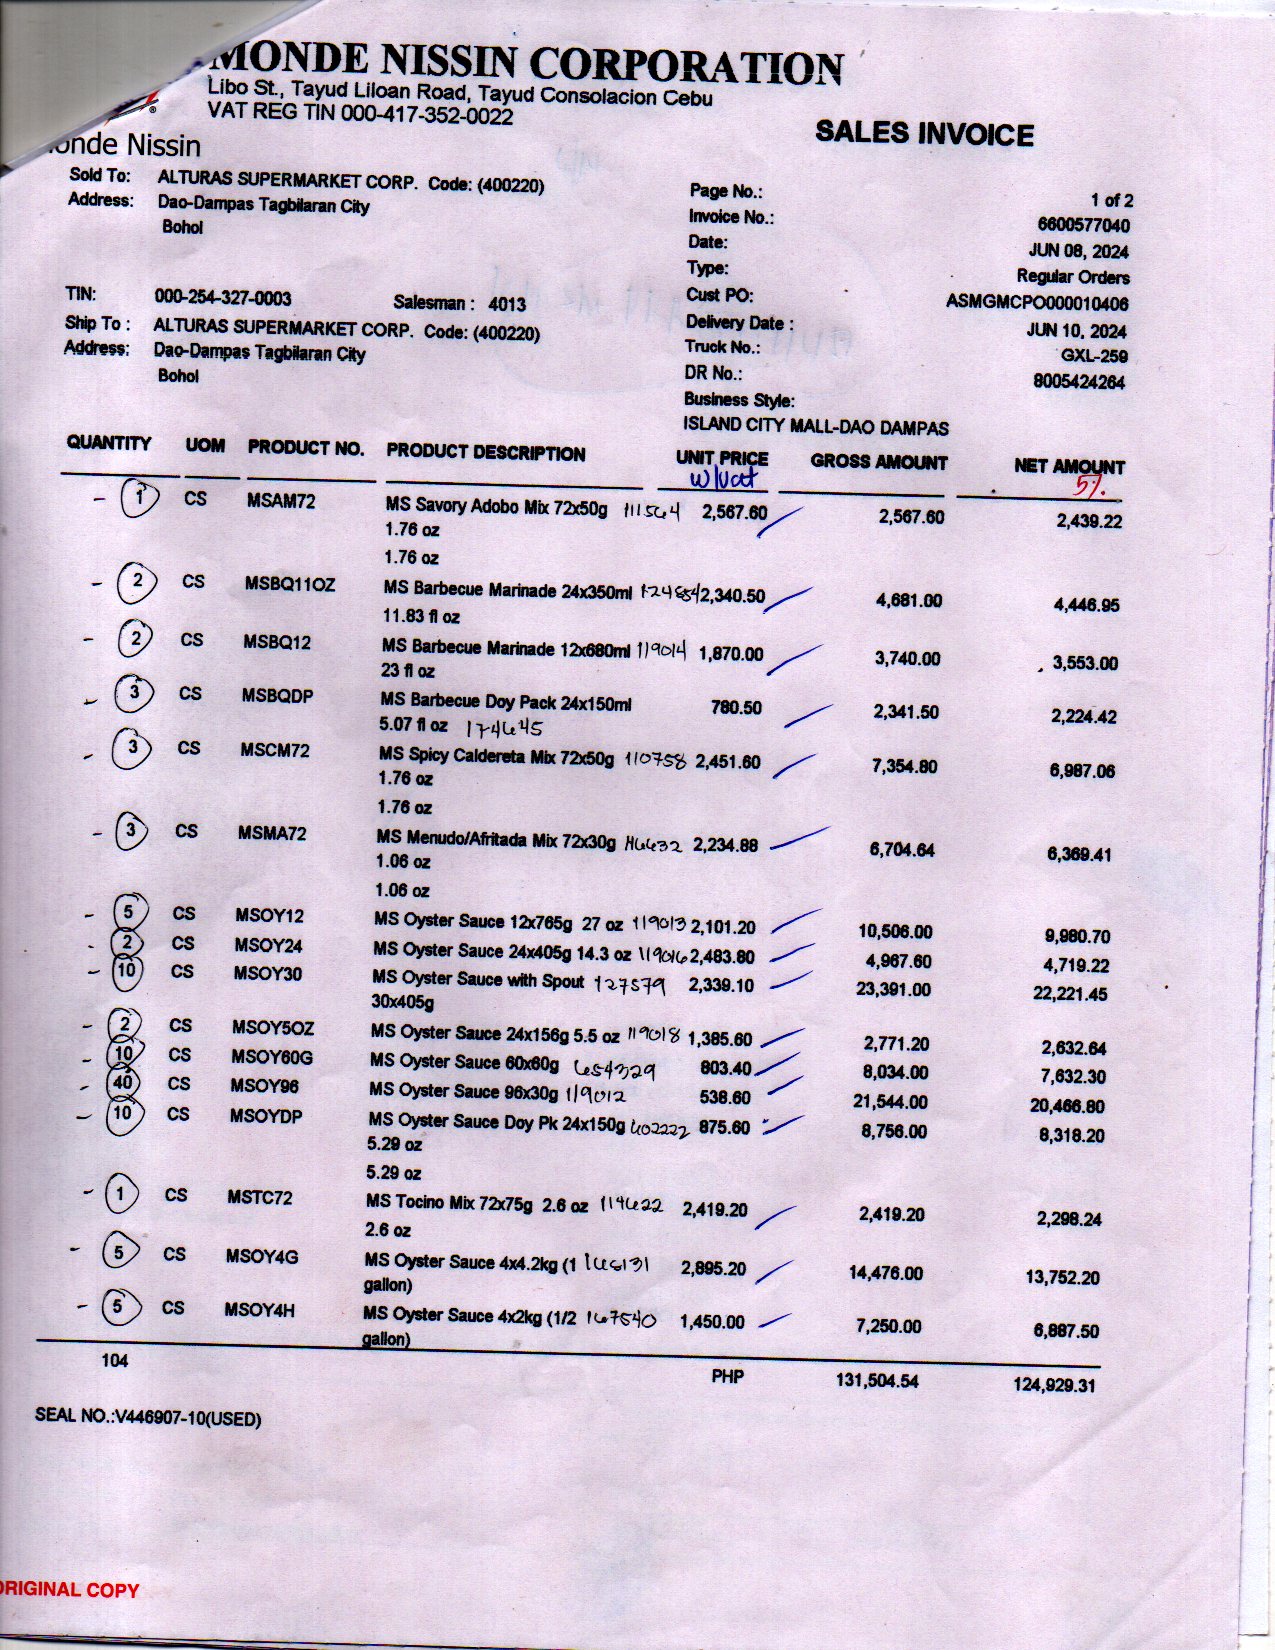 MONDE NISSIN CORPORATION
Libo St., Tayud Liloan Road, Tayud Consolacion Cebu
VAT REG TIN 000-417-352-0022
SALES INVOICE
Monde Nissin
Sold To: ALTURAS SUPERMARKET CORP. Code: (400220)
Address: Dao-Dampas Tagbilaran City
Bohol
TIN: 000-254-327-0003 Salesman : 4013
Ship To : ALTURAS SUPERMARKET CORP. Code: (400220)
Address: Dao-Dampas Tagbilaran City
Bohol
Page No.: 1 of 2
Invoice No.: 6600577040
Date: JUN 08, 2024
Type: Regular Orders
Cust PO: ASMGMCPO000010406
Delivery Date : JUN 10, 2024
Truck No.: GXL-259
DR No.: 8005424264
Business Style:
ISLAND CITY MALL-DAO DAMPAS
QUANTITY UOM PRODUCT NO. PRODUCT DESCRIPTION UNIT PRICE GROSS AMOUNT NET AMOUNT
w/vat 5%
- 1 CS MSAM72 MS Savory Adobo Mix 72x50g 111564 2,567.60 2,567.60 2,439.22
1.76 oz
1.76 oz
- 2 CS MSBQ11OZ MS Barbecue Marinade 24x350ml 2,340.50 4,681.00 4,446.95
11.83 fl oz
- 2 CS MSBQ12 MS Barbecue Marinade 12x680ml 119014 1,870.00 3,740.00 3,553.00
23 fl oz
- 3 CS MSBQDP MS Barbecue Doy Pack 24x150ml 780.50 2,341.50 2,224.42
5.07 fl oz 174645
- 3 CS MSCM72 MS Spicy Caldereta Mix 72x50g 110758 2,451.60 7,354.80 6,987.06
1.76 oz
1.76 oz
- 3 CS MSMA72 MS Menudo/Afritada Mix 72x30g 2,234.88 6,704.64 6,369.41
1.06 oz
1.06 oz
- 5 CS MSOY12 MS Oyster Sauce 12x765g 27 oz 119013 2,101.20 10,506.00 9,980.70
- 2 CS MSOY24 MS Oyster Sauce 24x405g 14.3 oz 119016 2,483.80 4,967.60 4,719.22
- 10 CS MSOY30 MS Oyster Sauce with Spout 127579 2,339.10 23,391.00 22,221.45
30x405g
- 2 CS MSOY5OZ MS Oyster Sauce 24x156g 5.5 oz 119018 1,385.60 2,771.20 2,632.64
- 10 CS MSOY60G MS Oyster Sauce 60x60g 654329 803.40 8,034.00 7,632.30
- 40 CS MSOY96 MS Oyster Sauce 96x30g 119012 538.60 21,544.00 20,466.80
- 10 CS MSOYDP MS Oyster Sauce Doy Pk 24x150g 602222 875.60 8,756.00 8,318.20
5.29 oz
5.29 oz
- 1 CS MSTC72 MS Tocino Mix 72x75g 2.6 oz 114622 2,419.20 2,419.20 2,298.24
2.6 oz
- 5 CS MSOY4G MS Oyster Sauce 4x4.2kg (1 2,895.20 14,476.00 13,752.20
gallon)
- 5 CS MSOY4H MS Oyster Sauce 4x2kg (1/2 167540 1,450.00 7,250.00 6,887.50
gallon)
104 PHP 131,504.54 124,929.31
SEAL NO.:V446907-10(USED)
ORIGINAL COPY